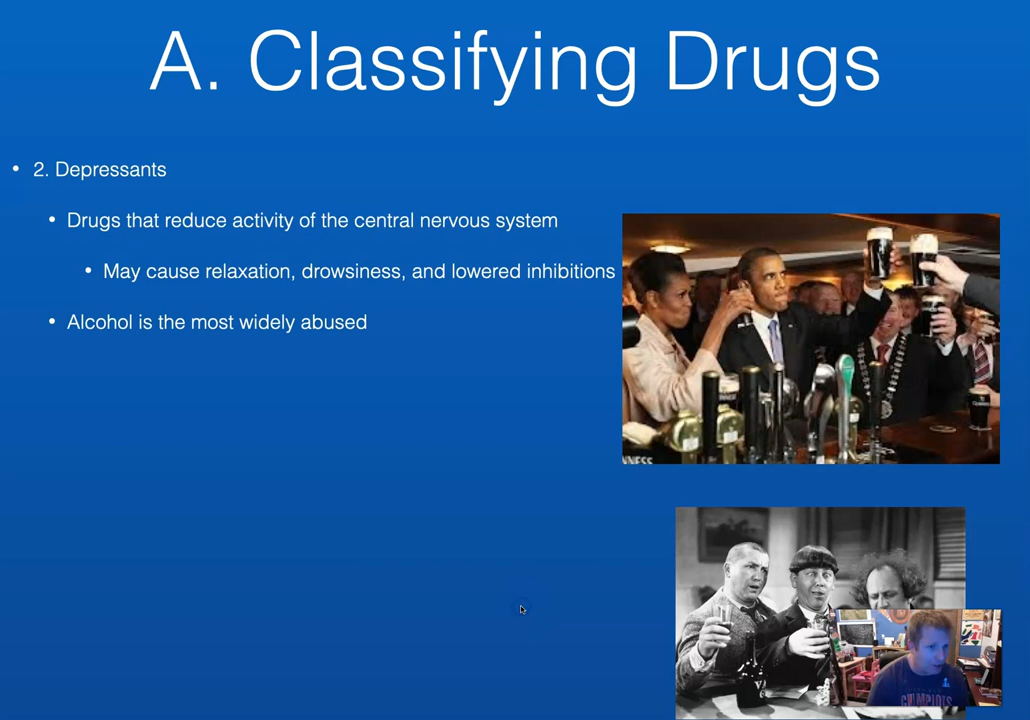 A. Classifying Drugs
• 2. Depressants
• Drugs that reduce activity of the central nervous system
• May cause relaxation, drowsiness, and lowered inhibitions
• Alcohol is the most widely abused